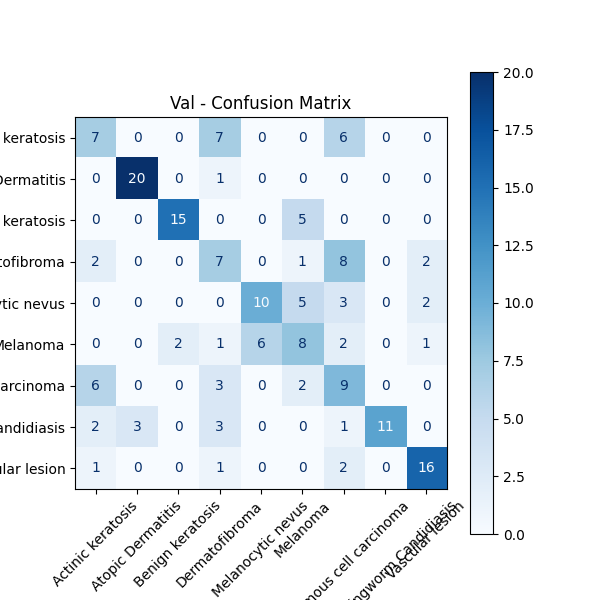 Val - Confusion Matrix
keratosis 7 0 0 7 0 0 6 0 0
Dermatitis 0 20 0 1 0 0 0 0 0
keratosis 0 0 15 0 0 5 0 0 0
tofibroma 2 0 0 7 0 1 8 0 2
tic nevus 0 0 0 0 10 5 3 0 2
Melanoma 0 0 2 1 6 8 2 0 1
arcinoma 6 0 0 3 0 2 9 0 0
andidiasis 2 3 0 3 0 0 1 11 0
ular lesion 1 0 0 1 0 0 2 0 16
Actinic keratosis
Atopic Dermatitis
Benign keratosis
Dermatofibroma
Melanocytic nevus
Melanoma
mous cell carcinoma
ngworm Candidiasis
Vascular lesion
20.0
17.5
15.0
12.5
10.0
7.5
5.0
2.5
0.0